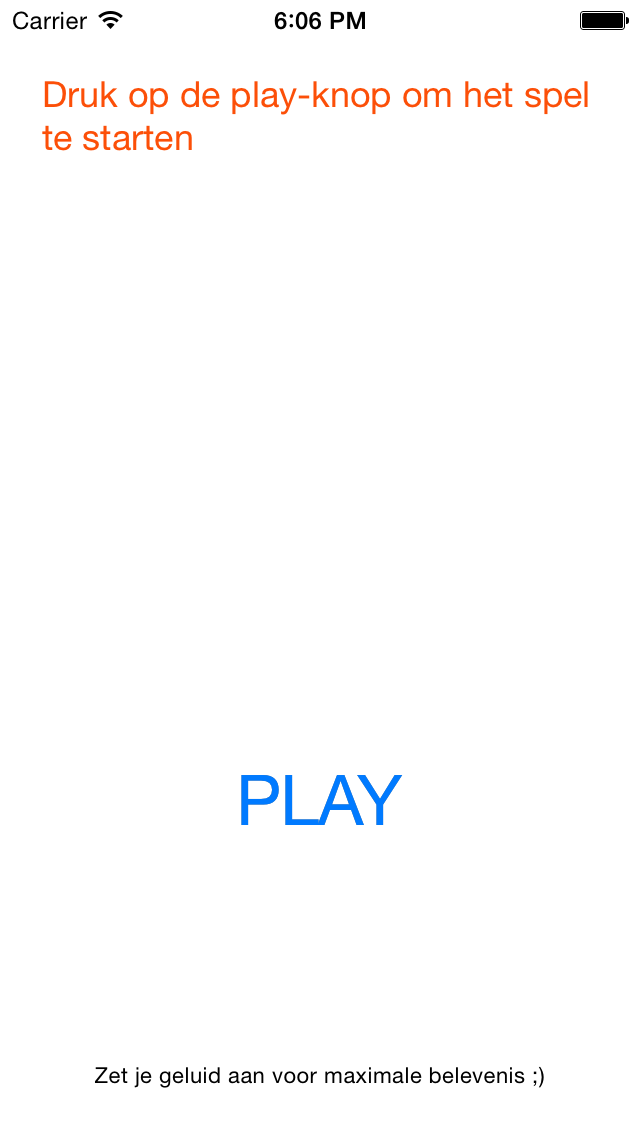 Carrier 6:06 PM
Druk op de play-knop om het spel
te starten
PLAY
Zet je geluid aan voor maximale belevenis ;)